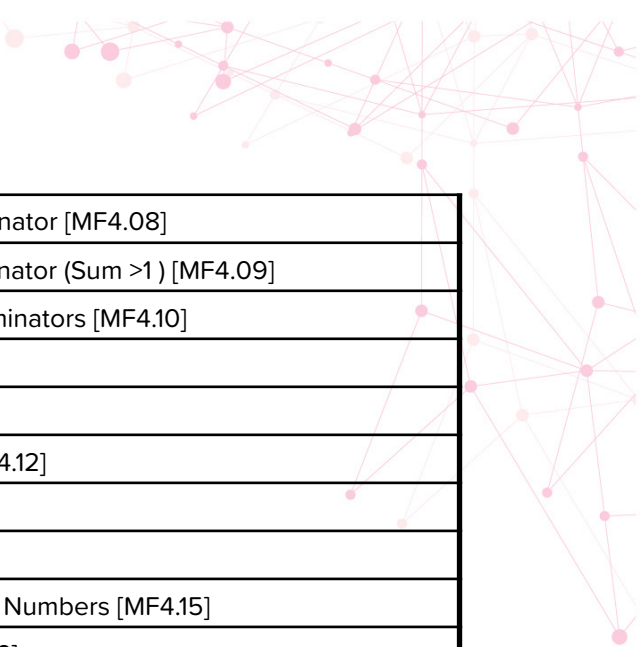 nator [MF4.08]
nator (Sum >1 ) [MF4.09]
ninators [MF4.10]
4.12]
Numbers [MF4.15]